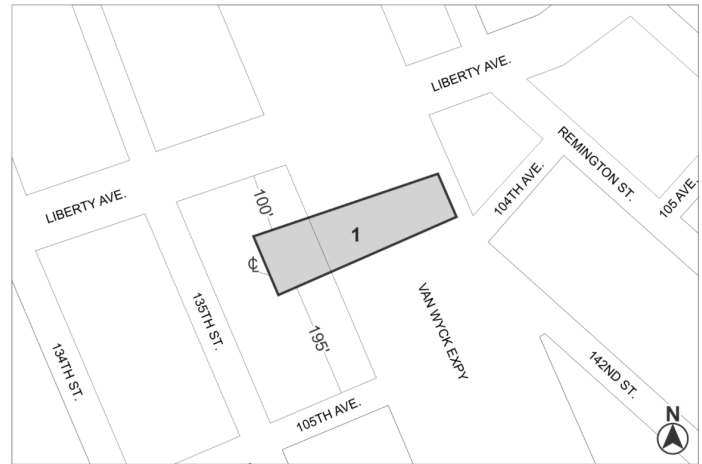 LIBERTY AVE.
REMINGTON ST.
104TH AVE.
105 AVE.
LIBERTY AVE.
100'
1
℄
135TH ST.
195'
VAN WYCK EXPY
134TH ST.
142ND ST.
105TH AVE.
N